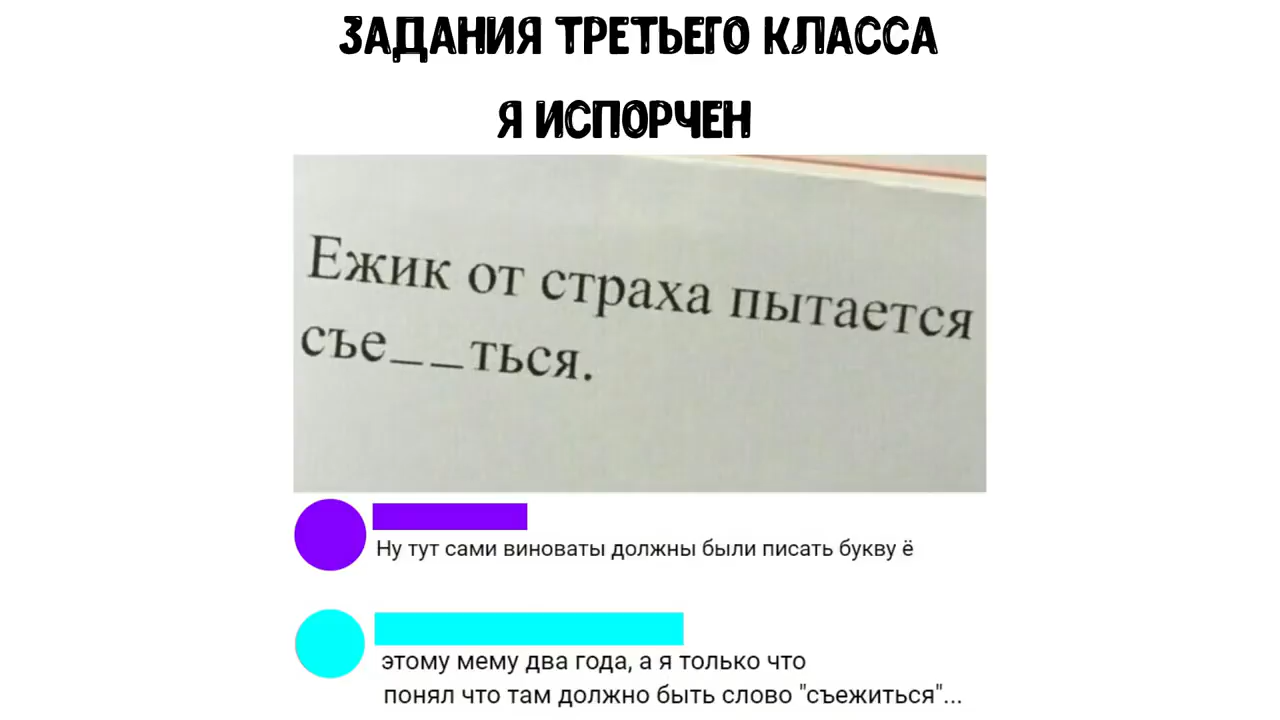 ЗАДАНИЯ ТРЕТЬЕГО КЛАССА
Я ИСПОРЧЕН
Ежик от страха пытается
съе__ться.
Ну тут сами виноваты должны были писать букву ё
этому мему два года, а я только что
понял что там должно быть слово "съежиться"...